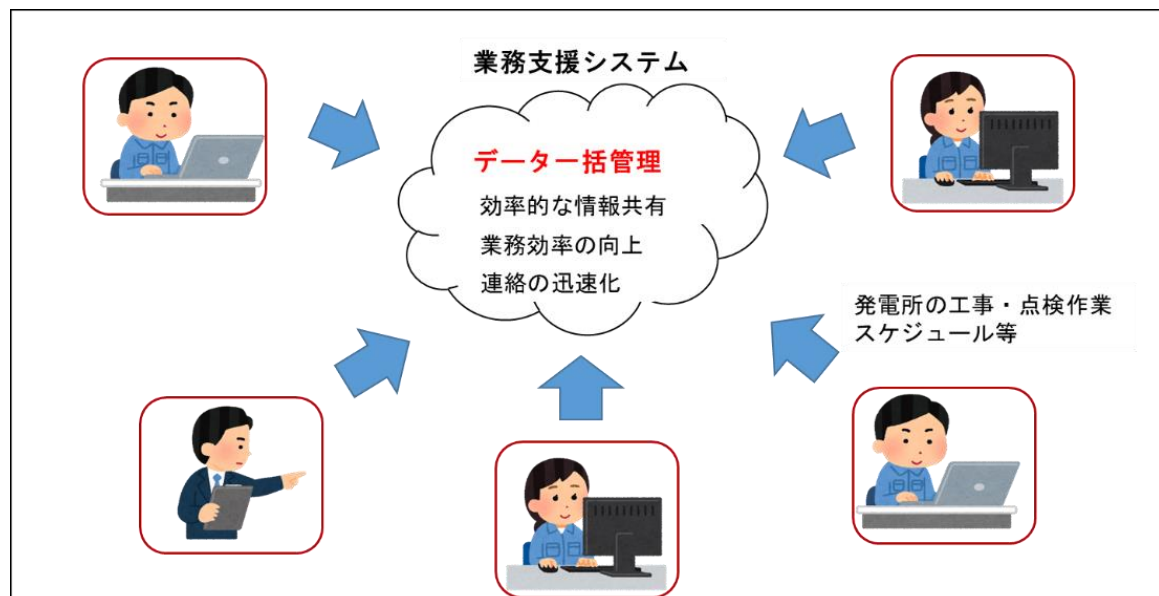 業務支援システム
データ一括管理
効率的な情報共有
業務効率の向上
連絡の迅速化
発電所の工事・点検作業
スケジュール等